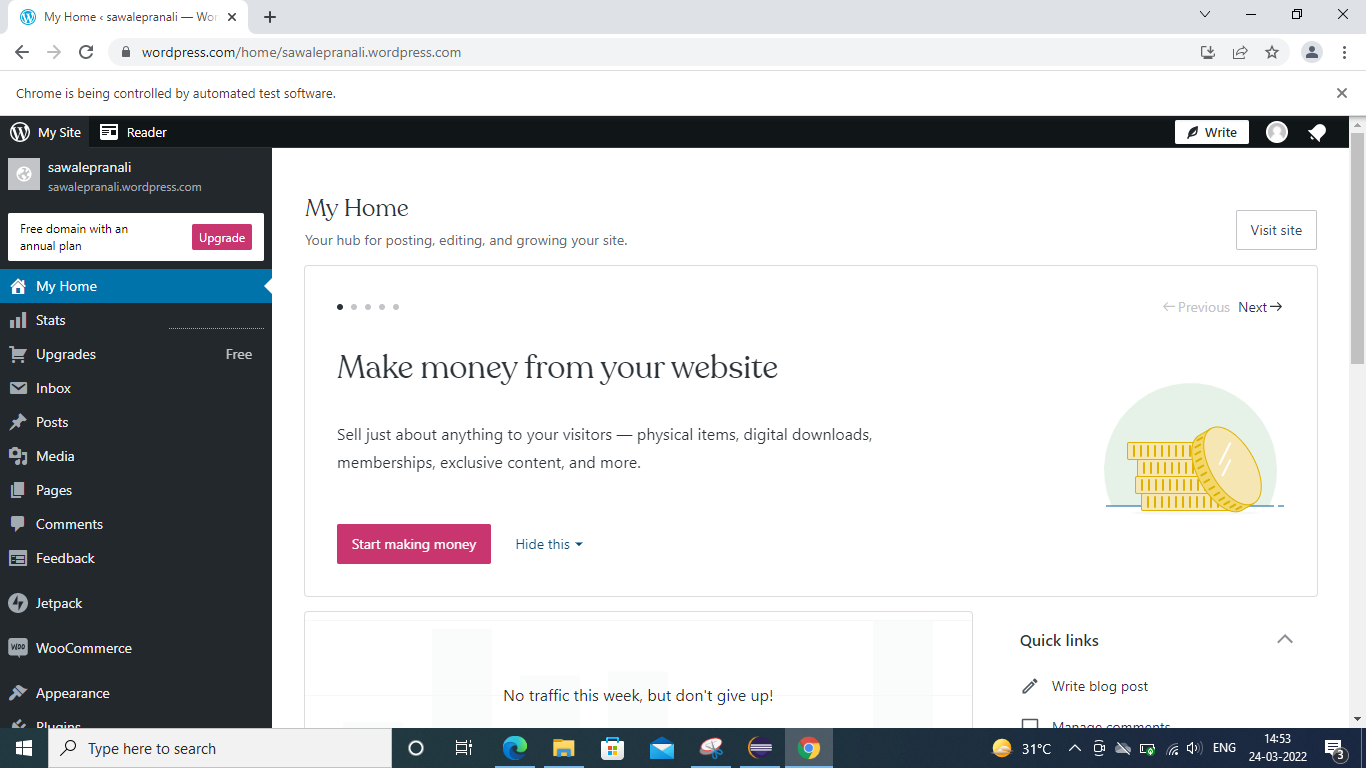 My Home ‹ sawalepranali — Wor
wordpress.com/home/sawalepranali.wordpress.com
Chrome is being controlled by automated test software.
My Site
Reader
Write
sawalepranali
sawalepranali.wordpress.com
Free domain with an
annual plan
Upgrade
My Home
Stats
Upgrades
Free
Inbox
Posts
Media
Pages
Comments
Feedback
Jetpack
WOO
WooCommerce
Appearance
Plugins
My Home
Your hub for posting, editing, and growing your site.
Visit site
Previous
Next
Make money from your website
Sell just about anything to your visitors — physical items, digital downloads,
memberships, exclusive content, and more.
Start making money
Hide this
No traffic this week, but don't give up!
Quick links
Write blog post
Manage comments
Type here to search
31°C
ENG
14:53
24-03-2022
3